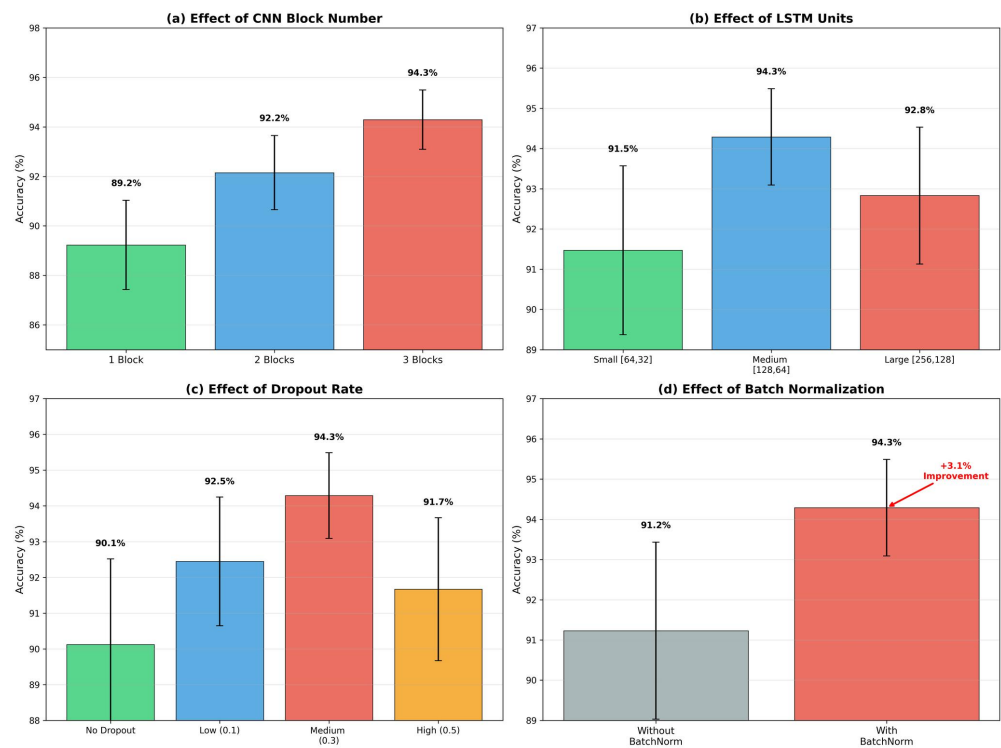 (a) Effect of CNN Block Number
Accuracy (%)
98
96
94
92
90
88
86
89.2%
92.2%
94.3%
1 Block
2 Blocks
3 Blocks
(b) Effect of LSTM Units
Accuracy (%)
97
96
95
94
93
92
91
90
89
91.5%
94.3%
92.8%
Small [64,32]
Medium
[128,64]
Large [256,128]
(c) Effect of Dropout Rate
Accuracy (%)
97
96
95
94
93
92
91
90
89
88
90.1%
92.5%
94.3%
91.7%
No Dropout
Low (0.1)
Medium
(0.3)
High (0.5)
(d) Effect of Batch Normalization
Accuracy (%)
97
96
95
94
93
92
91
90
89
91.2%
94.3%
+3.1%
Improvement
Without
BatchNorm
With
BatchNorm